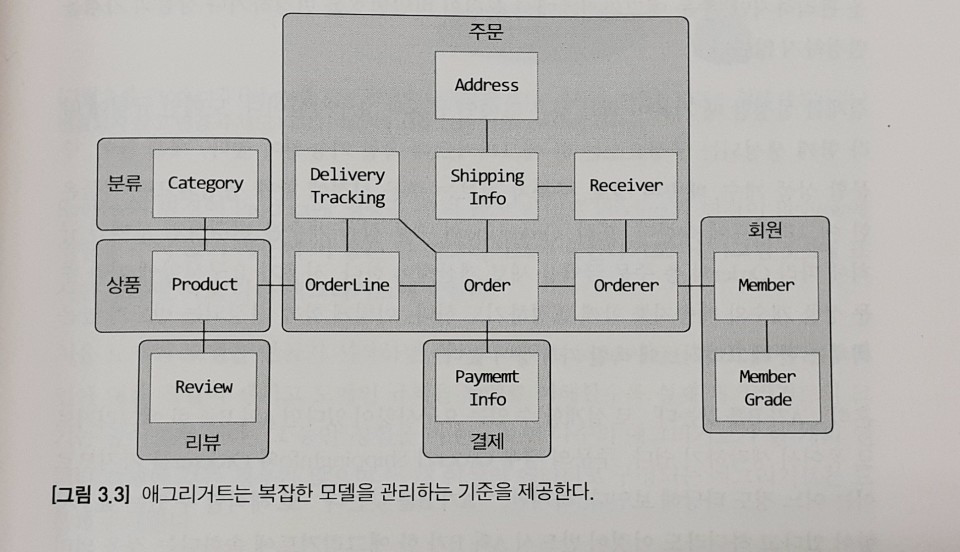 주문
Address
분류
Category
Delivery
Tracking
Shipping
Info
Receiver
회원
상품
Product
OrderLine
Order
Orderer
Member
Review
리뷰
Paymemt
Info
결제
Member
Grade
[그림 3.3] 애그리거트는 복잡한 모델을 관리하는 기준을 제공한다.